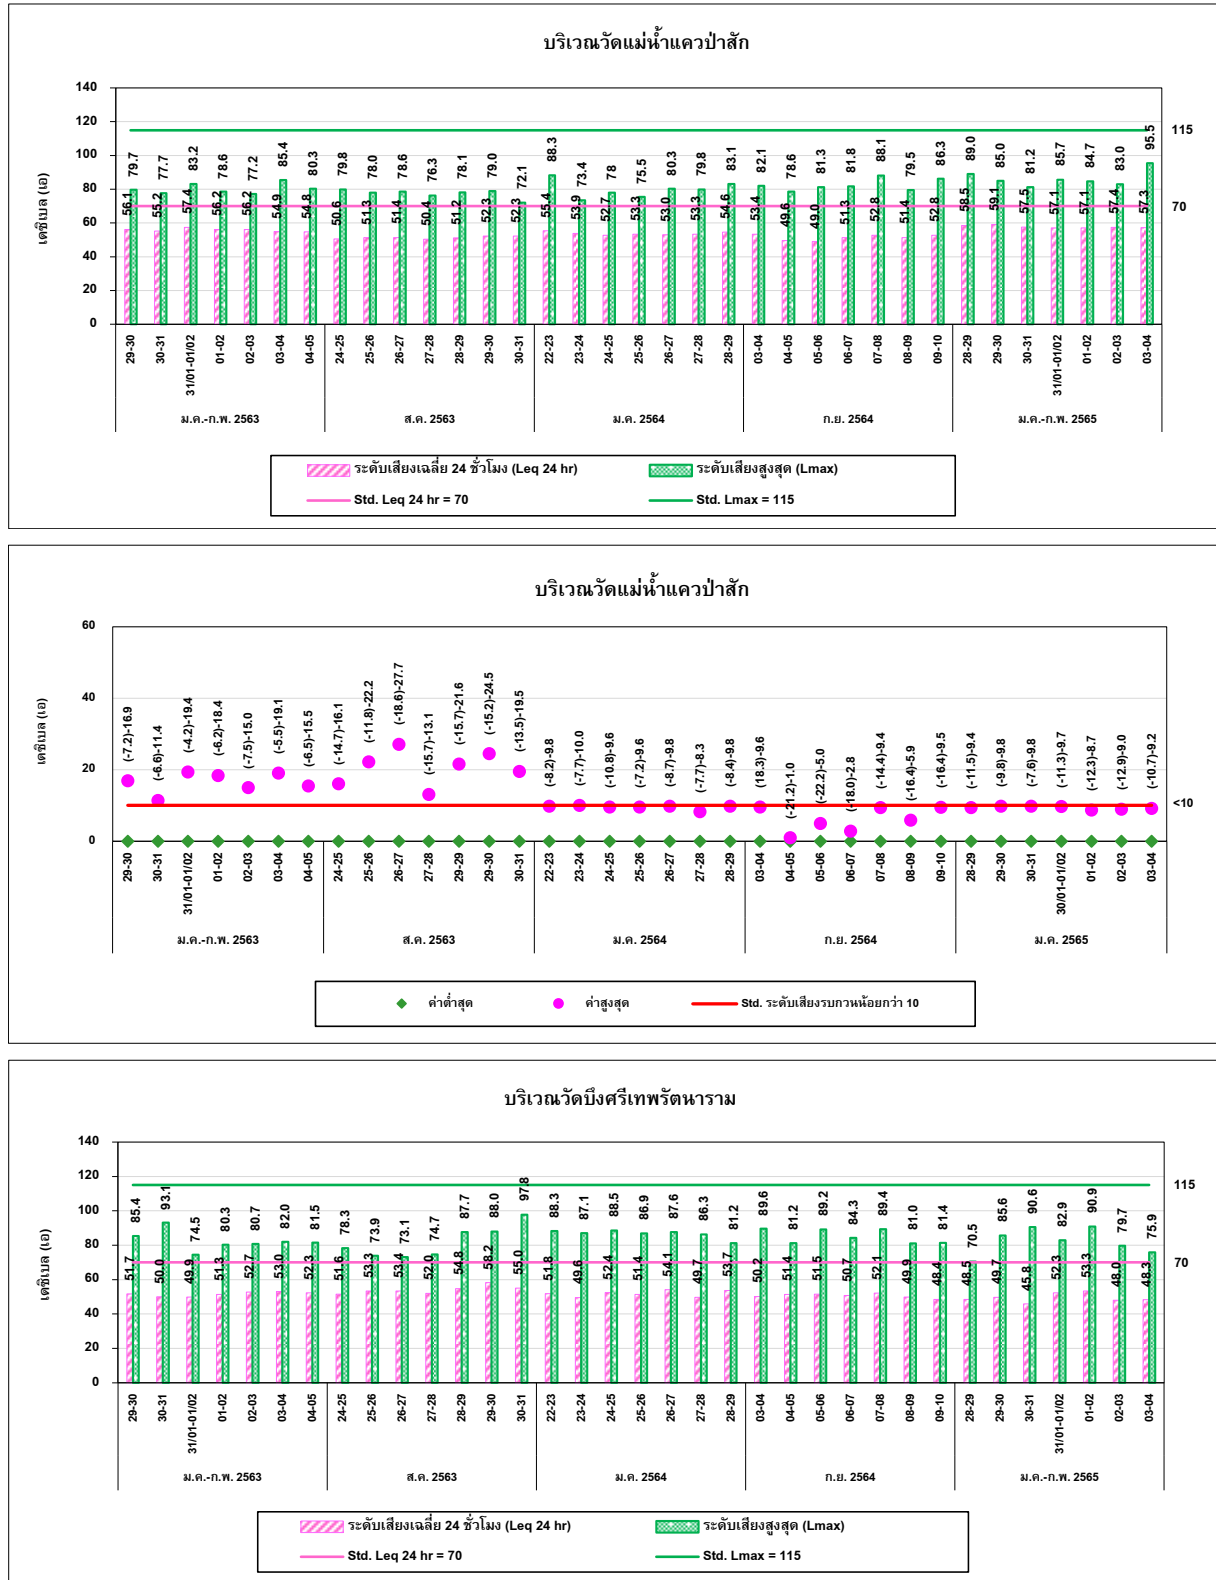 บริเวณวัดแม่น้ำแควป่าสัก
เดซิเบล (เอ)
140
120
100
80
60
40
20
0
115
70
79.7 77.7 83.2 78.6 77.2 85.4 80.3 79.8 78.0 78.6 76.3 78.1 79.0 72.1 88.3 73.4 78 75.5 80.3 79.8 83.1 82.1 78.6 81.3 81.8 88.1 79.5 86.3 89.0 85.0 81.2 85.7 84.7 83.0 95.5
56.1 55.2 57.4 56.2 56.2 54.9 54.8 50.6 51.3 51.4 50.4 51.2 52.3 52.3 55.4 53.9 52.7 53.3 53.0 53.3 54.6 53.4 49.6 49.0 51.3 52.8 51.4 52.8 58.5 59.1 57.5 57.1 57.1 57.4 57.3
29-30 30-31 31/01-01/02 01-02 02-03 03-04 04-05 24-25 25-26 26-27 27-28 28-29 29-30 30-31 22-23 23-24 24-25 25-26 26-27 27-28 28-29 03-04 04-05 05-06 06-07 07-08 08-09 09-10 28-29 29-30 30-31 31/01-01/02 01-02 02-03 03-04
ม.ค.-ก.พ. 2563 ส.ค. 2563 ม.ค. 2564 ก.ย. 2564 ม.ค.-ก.พ. 2565
ระดับเสียงเฉลี่ย 24 ชั่วโมง (Leq 24 hr) ระดับเสียงสูงสุด (Lmax)
Std. Leq 24 hr = 70 Std. Lmax = 115
บริเวณวัดแม่น้ำแควป่าสัก
เดซิเบล (เอ)
60
40
20
0
<10
(-7.2)-16.9 (-6.6)-11.4 (-4.2)-19.4 (-6.2)-18.4 (-7.5)-15.0 (-5.5)-19.1 (-6.5)-15.5 (-14.7)-16.1 (-11.8)-22.2 (-18.6)-27.7 (-15.7)-13.1 (-15.7)-21.6 (-15.2)-24.5 (-13.5)-19.5 (-8.2)-9.8 (-7.7)-10.0 (-10.8)-9.6 (-7.2)-9.6 (-8.7)-9.8 (-7.7)-8.3 (-8.4)-9.8 (18.3)-9.6 (-21.2)-1.0 (-22.2)-5.0 (-18.0)-2.8 (-14.4)-9.4 (-16.4)-5.9 (-16.4)-9.5 (-11.5)-9.4 (-9.8)-9.8 (-7.6)-9.8 (-11.3)-9.7 (-12.3)-8.7 (-12.9)-9.0 (-10.7)-9.2
29-30 30-31 31/01-01/02 01-02 02-03 03-04 04-05 24-25 25-26 26-27 27-28 29-29 29-30 30-31 22-23 23-24 24-25 25-26 26-27 27-28 28-29 03-04 04-05 05-06 06-07 07-08 08-09 09-10 28-29 29-30 30-31 30/01-01/02 01-02 02-03 03-04
ม.ค.-ก.พ. 2563 ส.ค. 2563 ม.ค. 2564 ก.ย. 2564 ม.ค. 2565
ค่าต่ำสุด ค่าสูงสุด Std. ระดับเสียงรบกวนน้อยกว่า 10
บริเวณวัดบึงศรีเทพรัตนาราม
เดซิเบล (เอ)
140
120
100
80
60
40
20
0
115
70
85.4 93.1 74.5 80.3 80.7 82.0 81.5 78.3 73.9 73.1 74.7 87.7 88.0 97.8 88.3 87.1 88.5 86.9 87.6 86.3 81.2 89.6 81.2 89.2 84.3 89.4 81.0 81.4 70.5 85.6 90.6 82.9 90.9 79.7 75.9
51.7 50.0 49.9 51.3 52.7 53.0 52.3 51.6 53.3 53.4 52.0 54.8 58.2 55.0 51.8 49.6 52.4 51.4 54.1 49.7 53.7 50.2 51.4 51.5 50.7 52.1 49.9 48.4 48.5 49.7 45.8 52.3 53.3 48.0 48.3
29-30 30-31 31/01-01/02 01-02 02-03 03-04 04-05 24-25 25-26 26-27 27-28 28-29 29-30 30-31 22-23 23-24 24-25 25-26 26-27 27-28 28-29 03-04 04-05 05-06 06-07 07-08 08-09 09-10 28-29 29-30 30-31 31/01-01/02 01-02 02-03 03-04
ม.ค.-ก.พ. 2563 ส.ค. 2563 ม.ค. 2564 ก.ย. 2564 ม.ค.-ก.พ. 2565
ระดับเสียงเฉลี่ย 24 ชั่วโมง (Leq 24 hr) ระดับเสียงสูงสุด (Lmax)
Std. Leq 24 hr = 70 Std. Lmax = 115